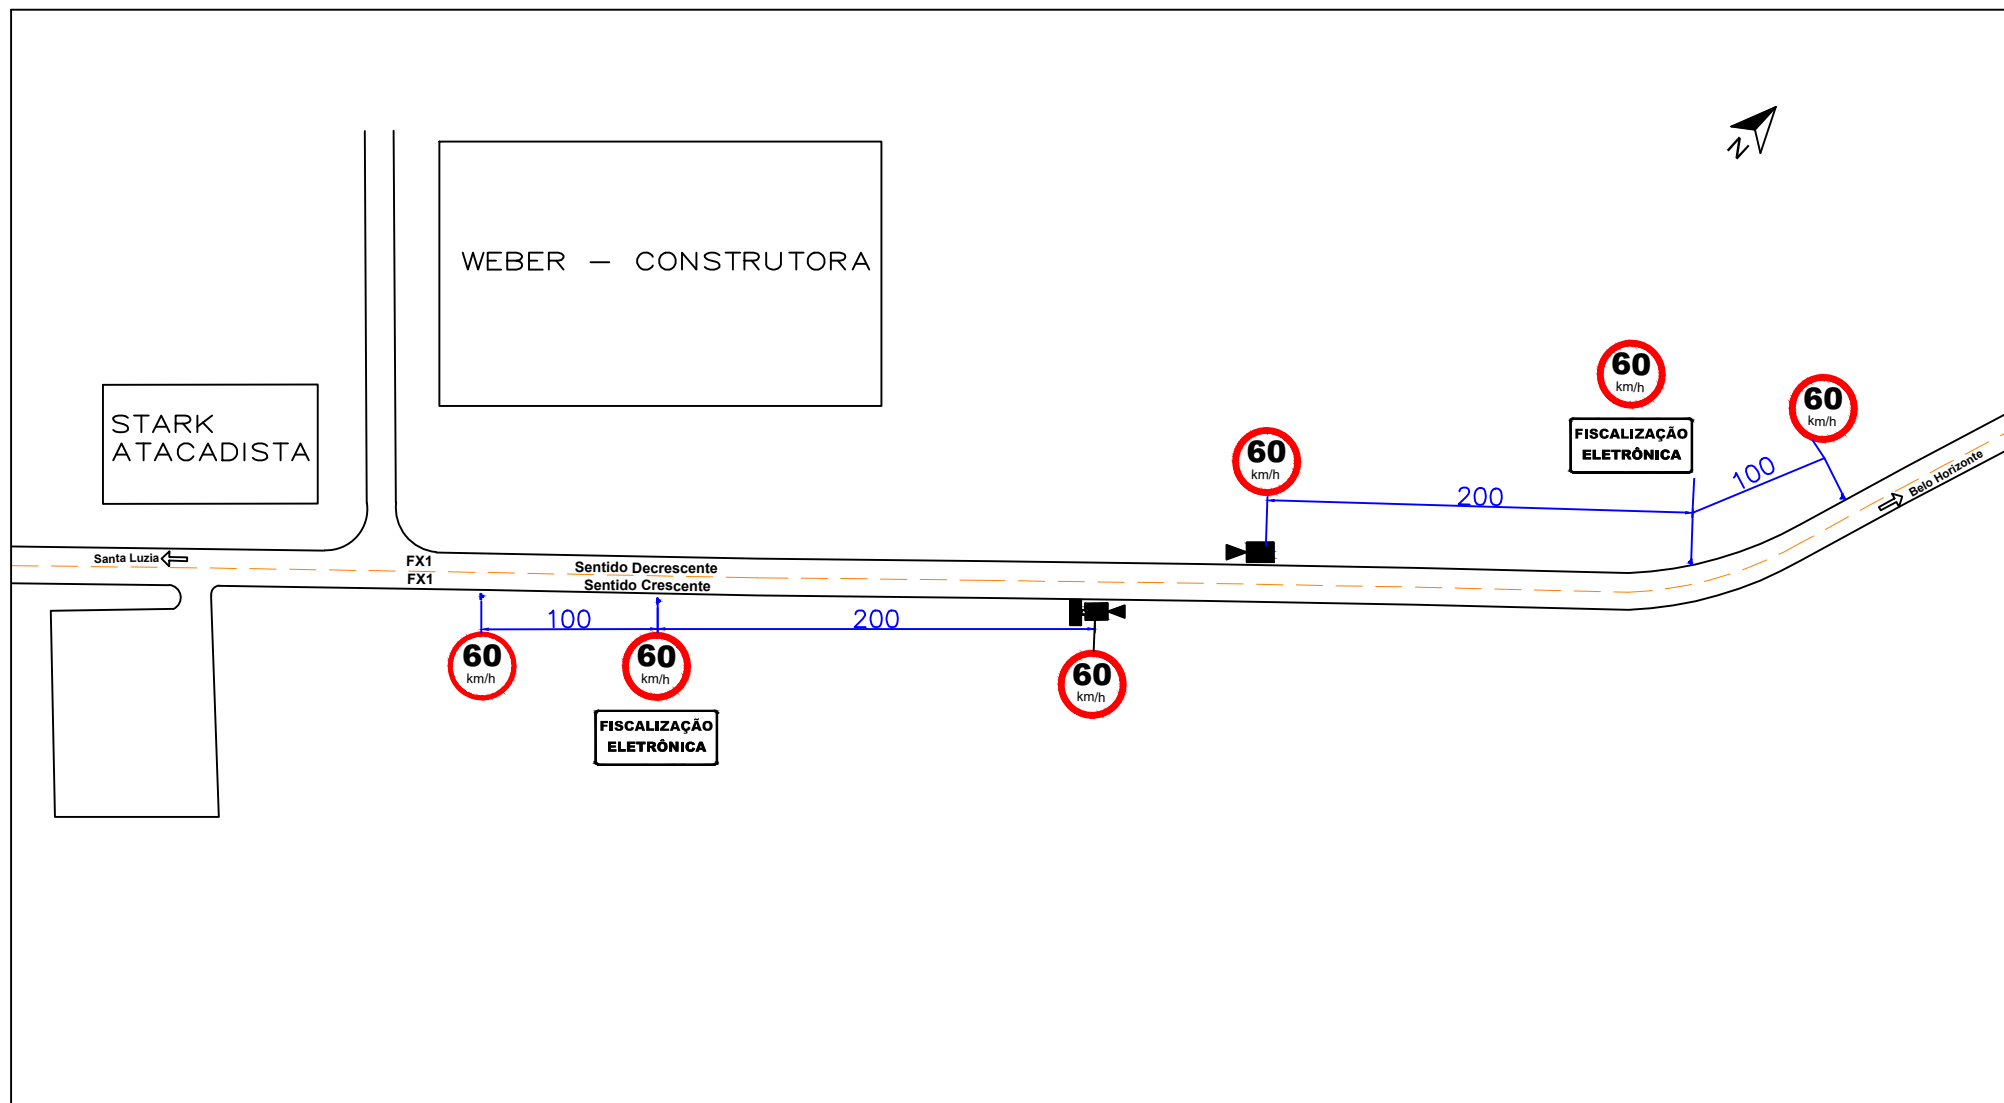 N
WEBER - CONSTRUTORA
STARK
ATACADISTA
60
km/h
60
km/h
60
km/h
FISCALIZAÇÃO
ELETRÔNICA
200
100
Belo Horizonte
Santa Luzia
FX1
FX1
Sentido Decrescente
Sentido Crescente
100
200
60
km/h
60
km/h
60
km/h
FISCALIZAÇÃO
ELETRÔNICA